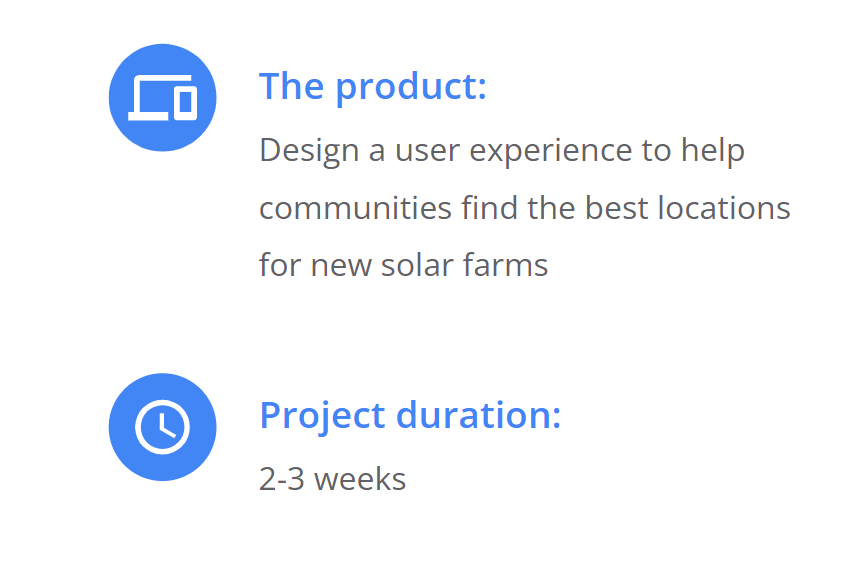 The product:
Design a user experience to help
communities find the best locations
for new solar farms
Project duration:
2-3 weeks